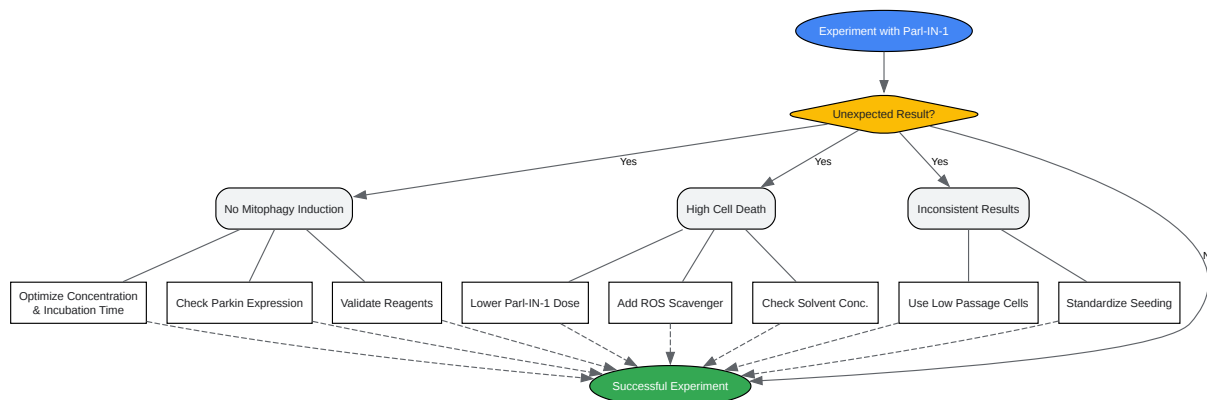 Experiment with Parl-IN-1
Unexpected Result?
Yes
Yes
Yes
No Mitophagy Induction
High Cell Death
Inconsistent Results
Optimize Concentration
& Incubation Time
Check Parkin Expression
Validate Reagents
Lower Parl-IN-1 Dose
Add ROS Scavenger
Check Solvent Conc.
Use Low Passage Cells
Standardize Seeding
Successful Experiment